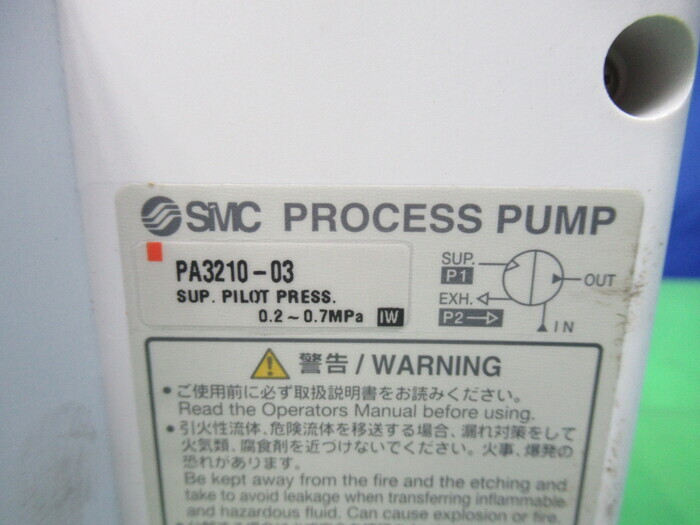 SMC PROCESS PUMP
PA3210-03
SUP. PILOT PRESS.
0.2~0.7MPa IW
SUP.
P1
EXH.
P2
OUT
IN
警告 / WARNING
●ご使用前に必ず取扱説明書をお読みください。
Read the Operators Manual before using.
●引火性流体、危険流体を移送する場合、漏れ対策をして
火気類、腐食剤を近づけないでください。火事、爆発の
恐れがあります。
Be kept away from the fire and the etching and
take to avoid leakage when transferring inflammable
and hazardous fluid. Can cause explosion or fire.